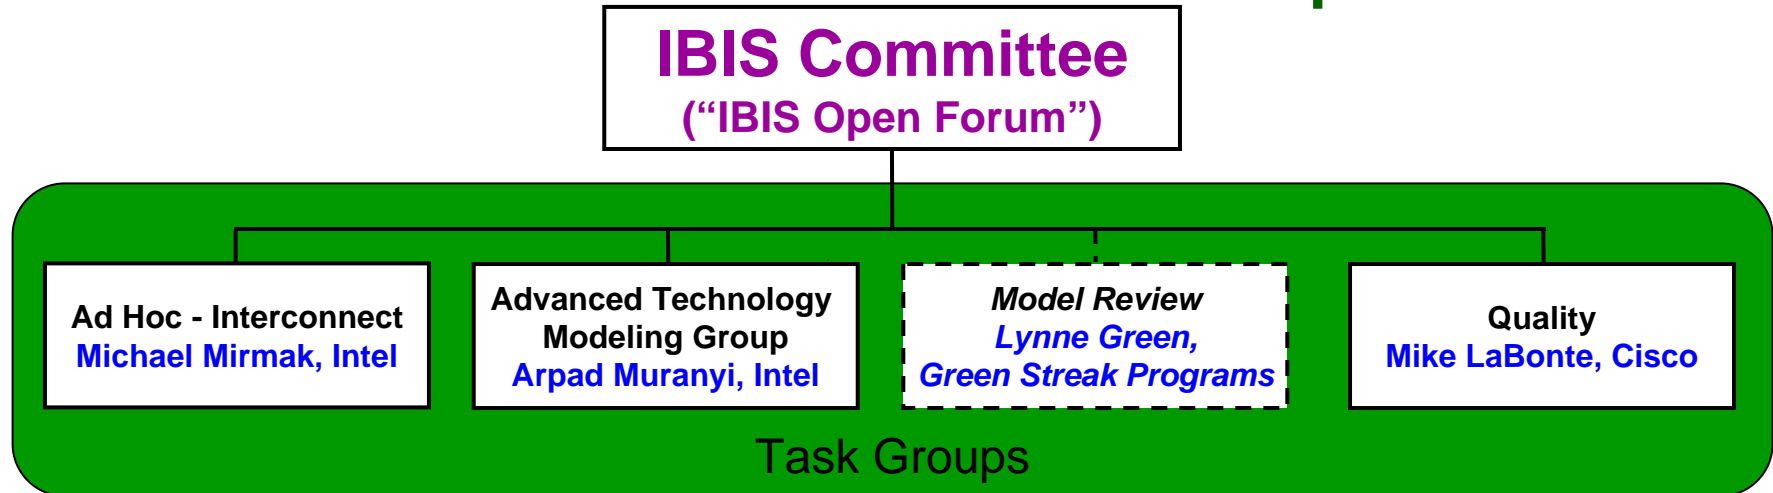 IBIS Committee
(“IBIS Open Forum”)
Ad Hoc - Interconnect
Michael Mirmak, Intel
Advanced Technology
Modeling Group
Arpad Muranyi, Intel
Model Review
Lynne Green,
Green Streak Programs
Quality
Mike LaBonte, Cisco
Task Groups